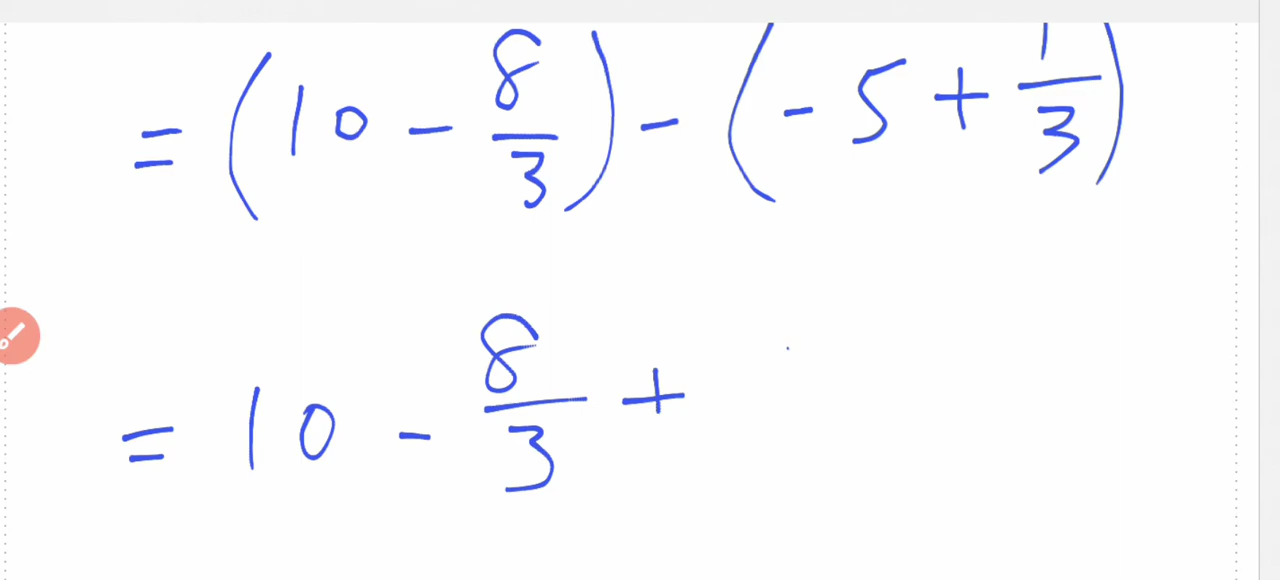 = (10 - 8/3) - (-5 + 1/3)
= 10 - 8/3 +